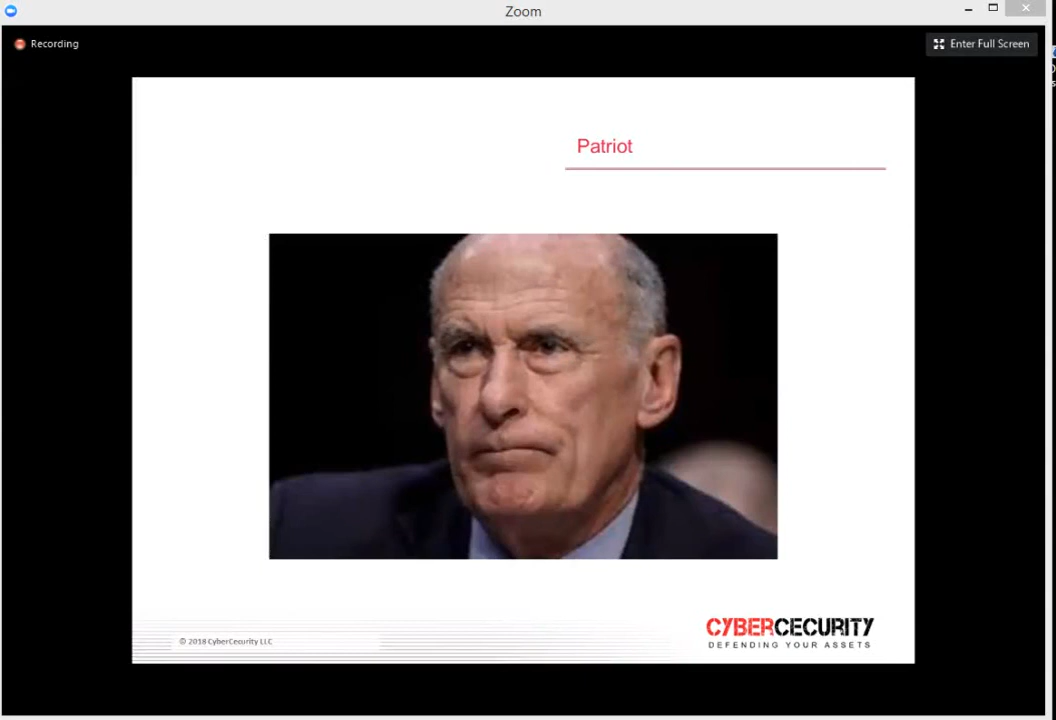 Zoom
Recording
Enter Full Screen
Patriot
© 2018 CyberCecurity LLC
CYBERCECURITY
DEFENDING YOUR ASSETS